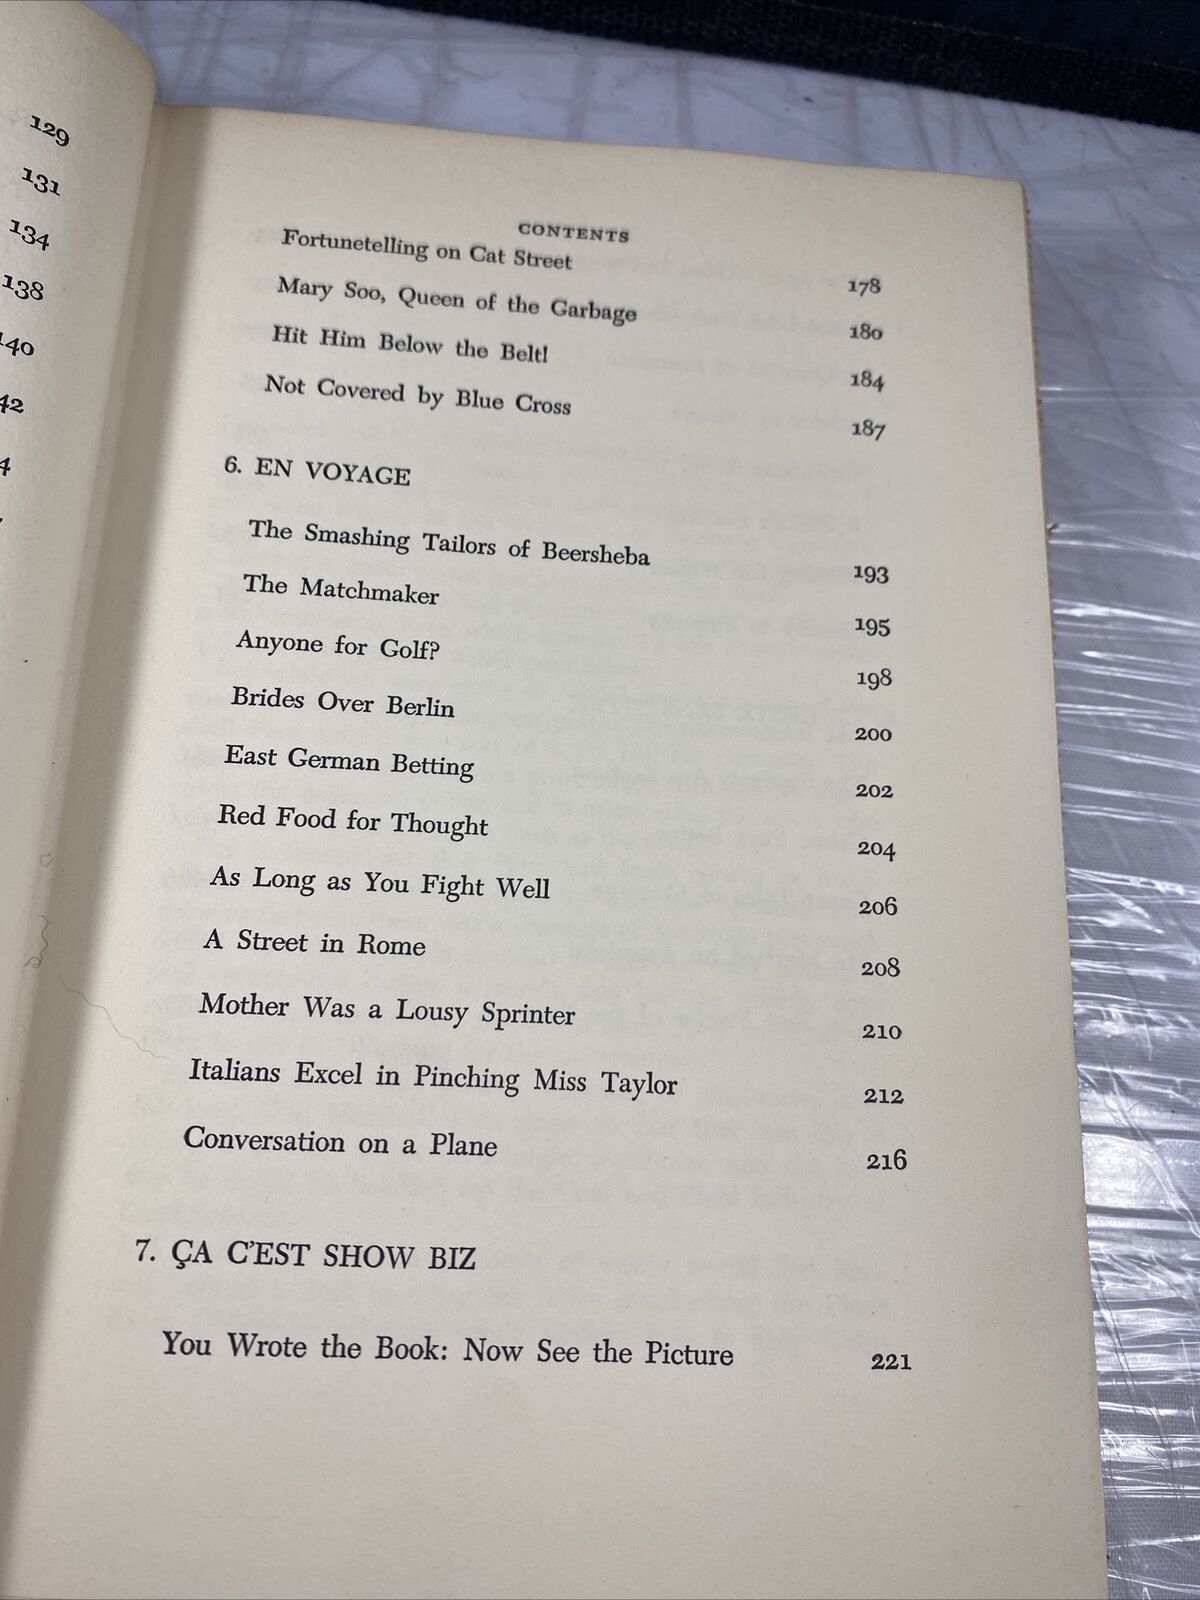 129
131
134
138
140
42
4
CONTENTS
Fortunetelling on Cat Street 178
Mary Soo, Queen of the Garbage 180
Hit Him Below the Belt! 184
Not Covered by Blue Cross 187
6. EN VOYAGE
The Smashing Tailors of Beersheba 193
The Matchmaker 195
Anyone for Golf? 198
Brides Over Berlin 200
East German Betting 202
Red Food for Thought 204
As Long as You Fight Well 206
A Street in Rome 208
Mother Was a Lousy Sprinter 210
Italians Excel in Pinching Miss Taylor 212
Conversation on a Plane 216
7. ÇA C'EST SHOW BIZ
You Wrote the Book: Now See the Picture 221